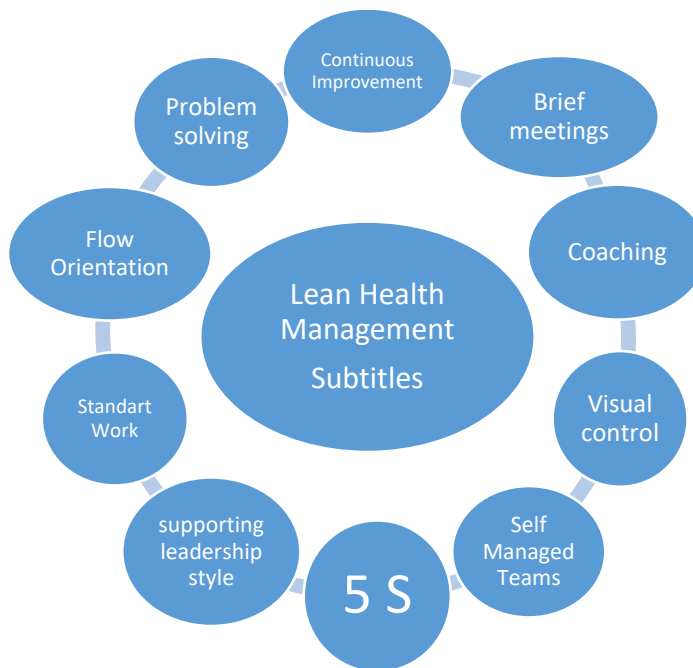 Continuous
Improvement
Brief
meetings
Coaching
Visual
control
Self
Managed
Teams
5 S
supporting
leadership
style
Standart
Work
Flow
Orientation
Problem
solving
Lean Health
Management
Subtitles